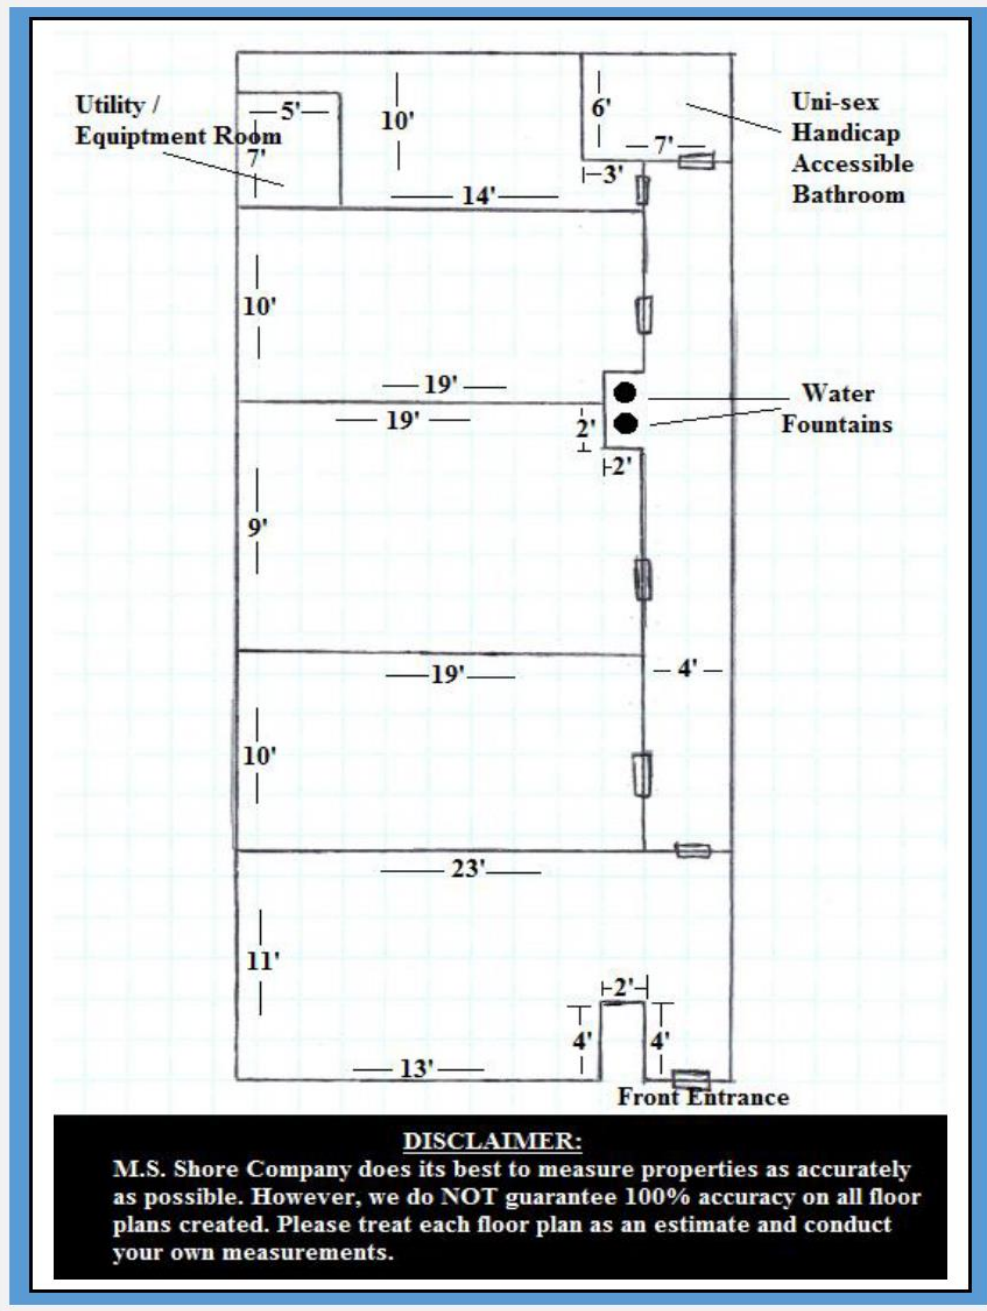 Utility /
Equiptment Room
5'
7'
10'
14'
6'
7'
3'
Uni-sex
Handicap
Accessible
Bathroom
10'
19'
19'
2'
2'
Water
Fountains
9'
19'
4'
10'
23'
11'
2'
4'
4'
13'
Front Entrance
DISCLAIMER:
M.S. Shore Company does its best to measure properties as accurately
as possible. However, we do NOT guarantee 100% accuracy on all floor
plans created. Please treat each floor plan as an estimate and conduct
your own measurements.